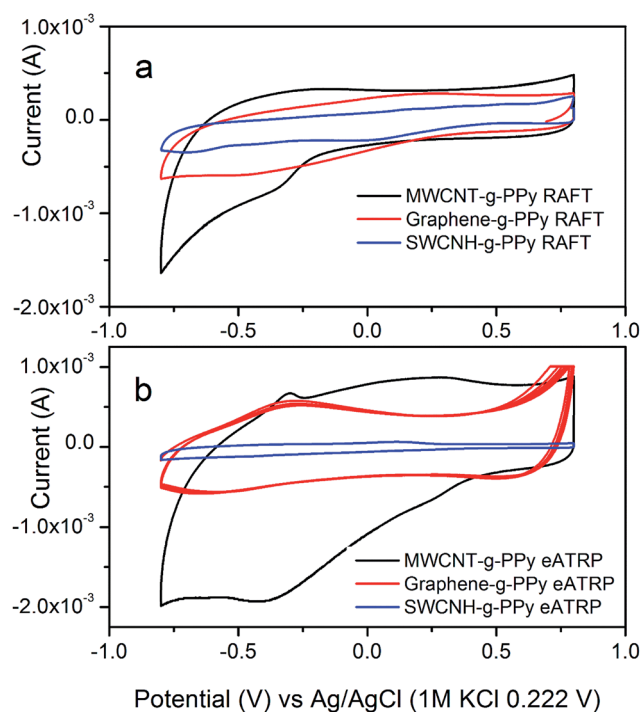 1.0x10⁻³
a
0.0
Current (A)
-1.0x10⁻³
MWCNT-g-PPy RAFT
Graphene-g-PPy RAFT
SWCNH-g-PPy RAFT
-2.0x10⁻³
-1.0 -0.5 0.0 0.5 1.0
1.0x10⁻³
b
0.0
Current (A)
-1.0x10⁻³
MWCNT-g-PPy eATRP
Graphene-g-PPy eATRP
SWCNH-g-PPy eATRP
-2.0x10⁻³
-1.0 -0.5 0.0 0.5 1.0
Potential (V) vs Ag/AgCl (1M KCl 0.222 V)